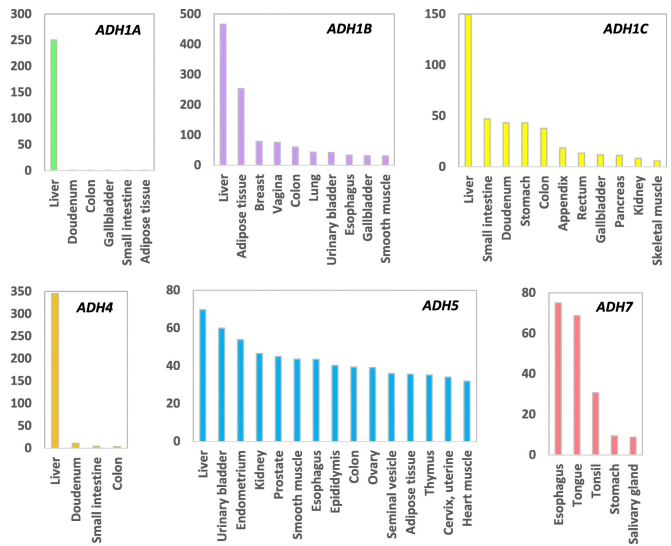 ADH1A
300
250
200
150
100
50
0
Liver
Doudenum
Colon
Gallbladder
Small intestine
Adipose tissue
ADH1B
500
400
300
200
100
0
Liver
Adipose tissue
Breast
Vagina
Colon
Lung
Urinary bladder
Esophagus
Gallbladder
Smooth muscle
ADH1C
150
100
50
0
Liver
Small intestine
Doudenum
Stomach
Colon
Appendix
Rectum
Gallbladder
Pancreas
Kidney
Skeletal muscle
ADH4
350
300
250
200
150
100
50
0
Liver
Doudenum
Small intestine
Colon
ADH5
80
60
40
20
0
Liver
Urinary bladder
Endometrium
Kidney
Prostate
Smooth muscle
Esophagus
Epididymis
Colon
Ovary
Seminal vesicle
Adipose tissue
Thymus
Cervix, uterine
Heart muscle
ADH7
80
60
40
20
0
Esophagus
Tongue
Tonsil
Stomach
Salivary gland